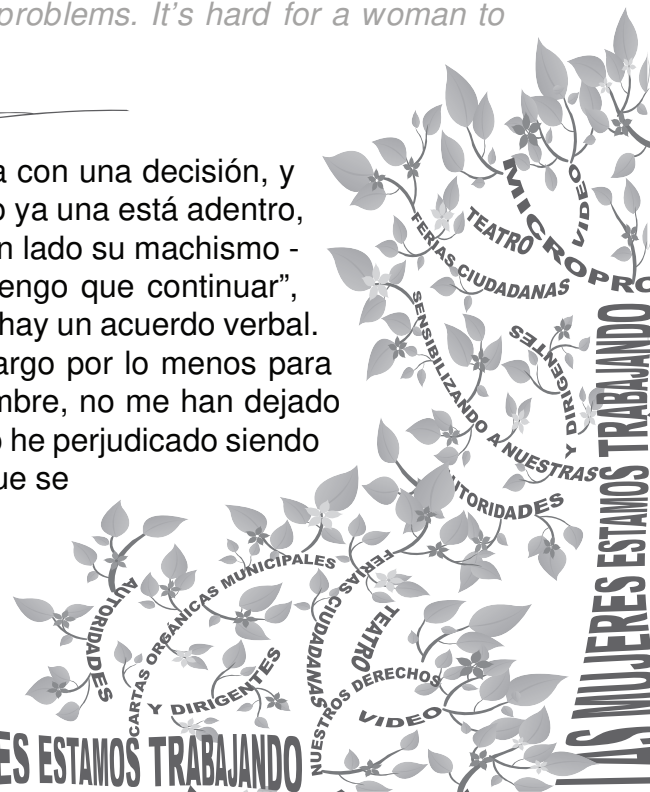 problems. It's hard for a woman to
a con una decisión, y
o ya una está adentro,
n lado su machismo -
engo que continuar”,
hay un acuerdo verbal.
argo por lo menos para
mbre, no me han dejado
o he perjudicado siendo
ue se
MICROPRO
VIDEO
TEATRO
FERIAS CIUDADANAS
SENSIBILIZANDO A NUESTRAS
Y DIRIGENTES
UTORIDADES
LAS MUJERES ESTAMOS TRABAJANDO
AUTORIDADES
CARTAS ORGÁNICAS MUNICIPALES
Y DIRIGENTES
FERIAS CIUDADANAS
TEATRO
NUESTROS DERECHOS
VIDEO
ES ESTAMOS TRABAJANDO